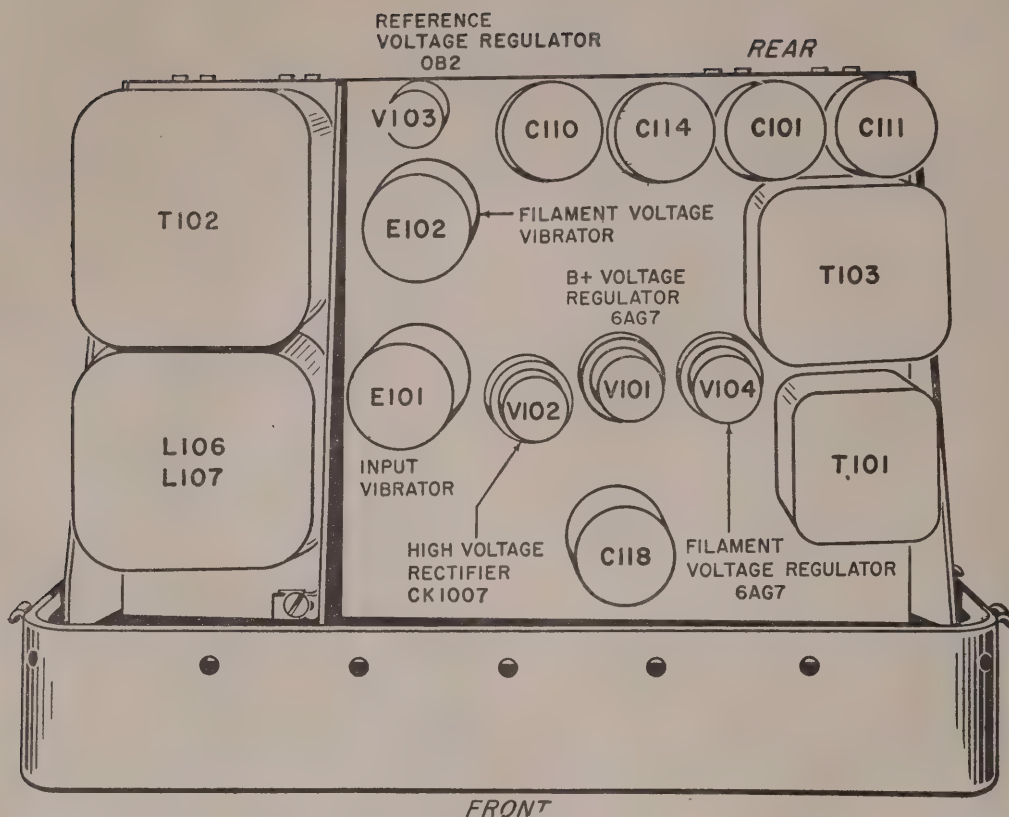 REFERENCE
VOLTAGE REGULATOR
OB2
REAR
V103
C110
C114
C101
C111
T102
E102
FILAMENT VOLTAGE
VIBRATOR
T103
B+ VOLTAGE
REGULATOR
6AG7
E101
V102
V101
V104
L106
L107
T101
INPUT
VIBRATOR
HIGH VOLTAGE
RECTIFIER
CK1007
C118
FILAMENT
VOLTAGE REGULATOR
6AG7
FRONT